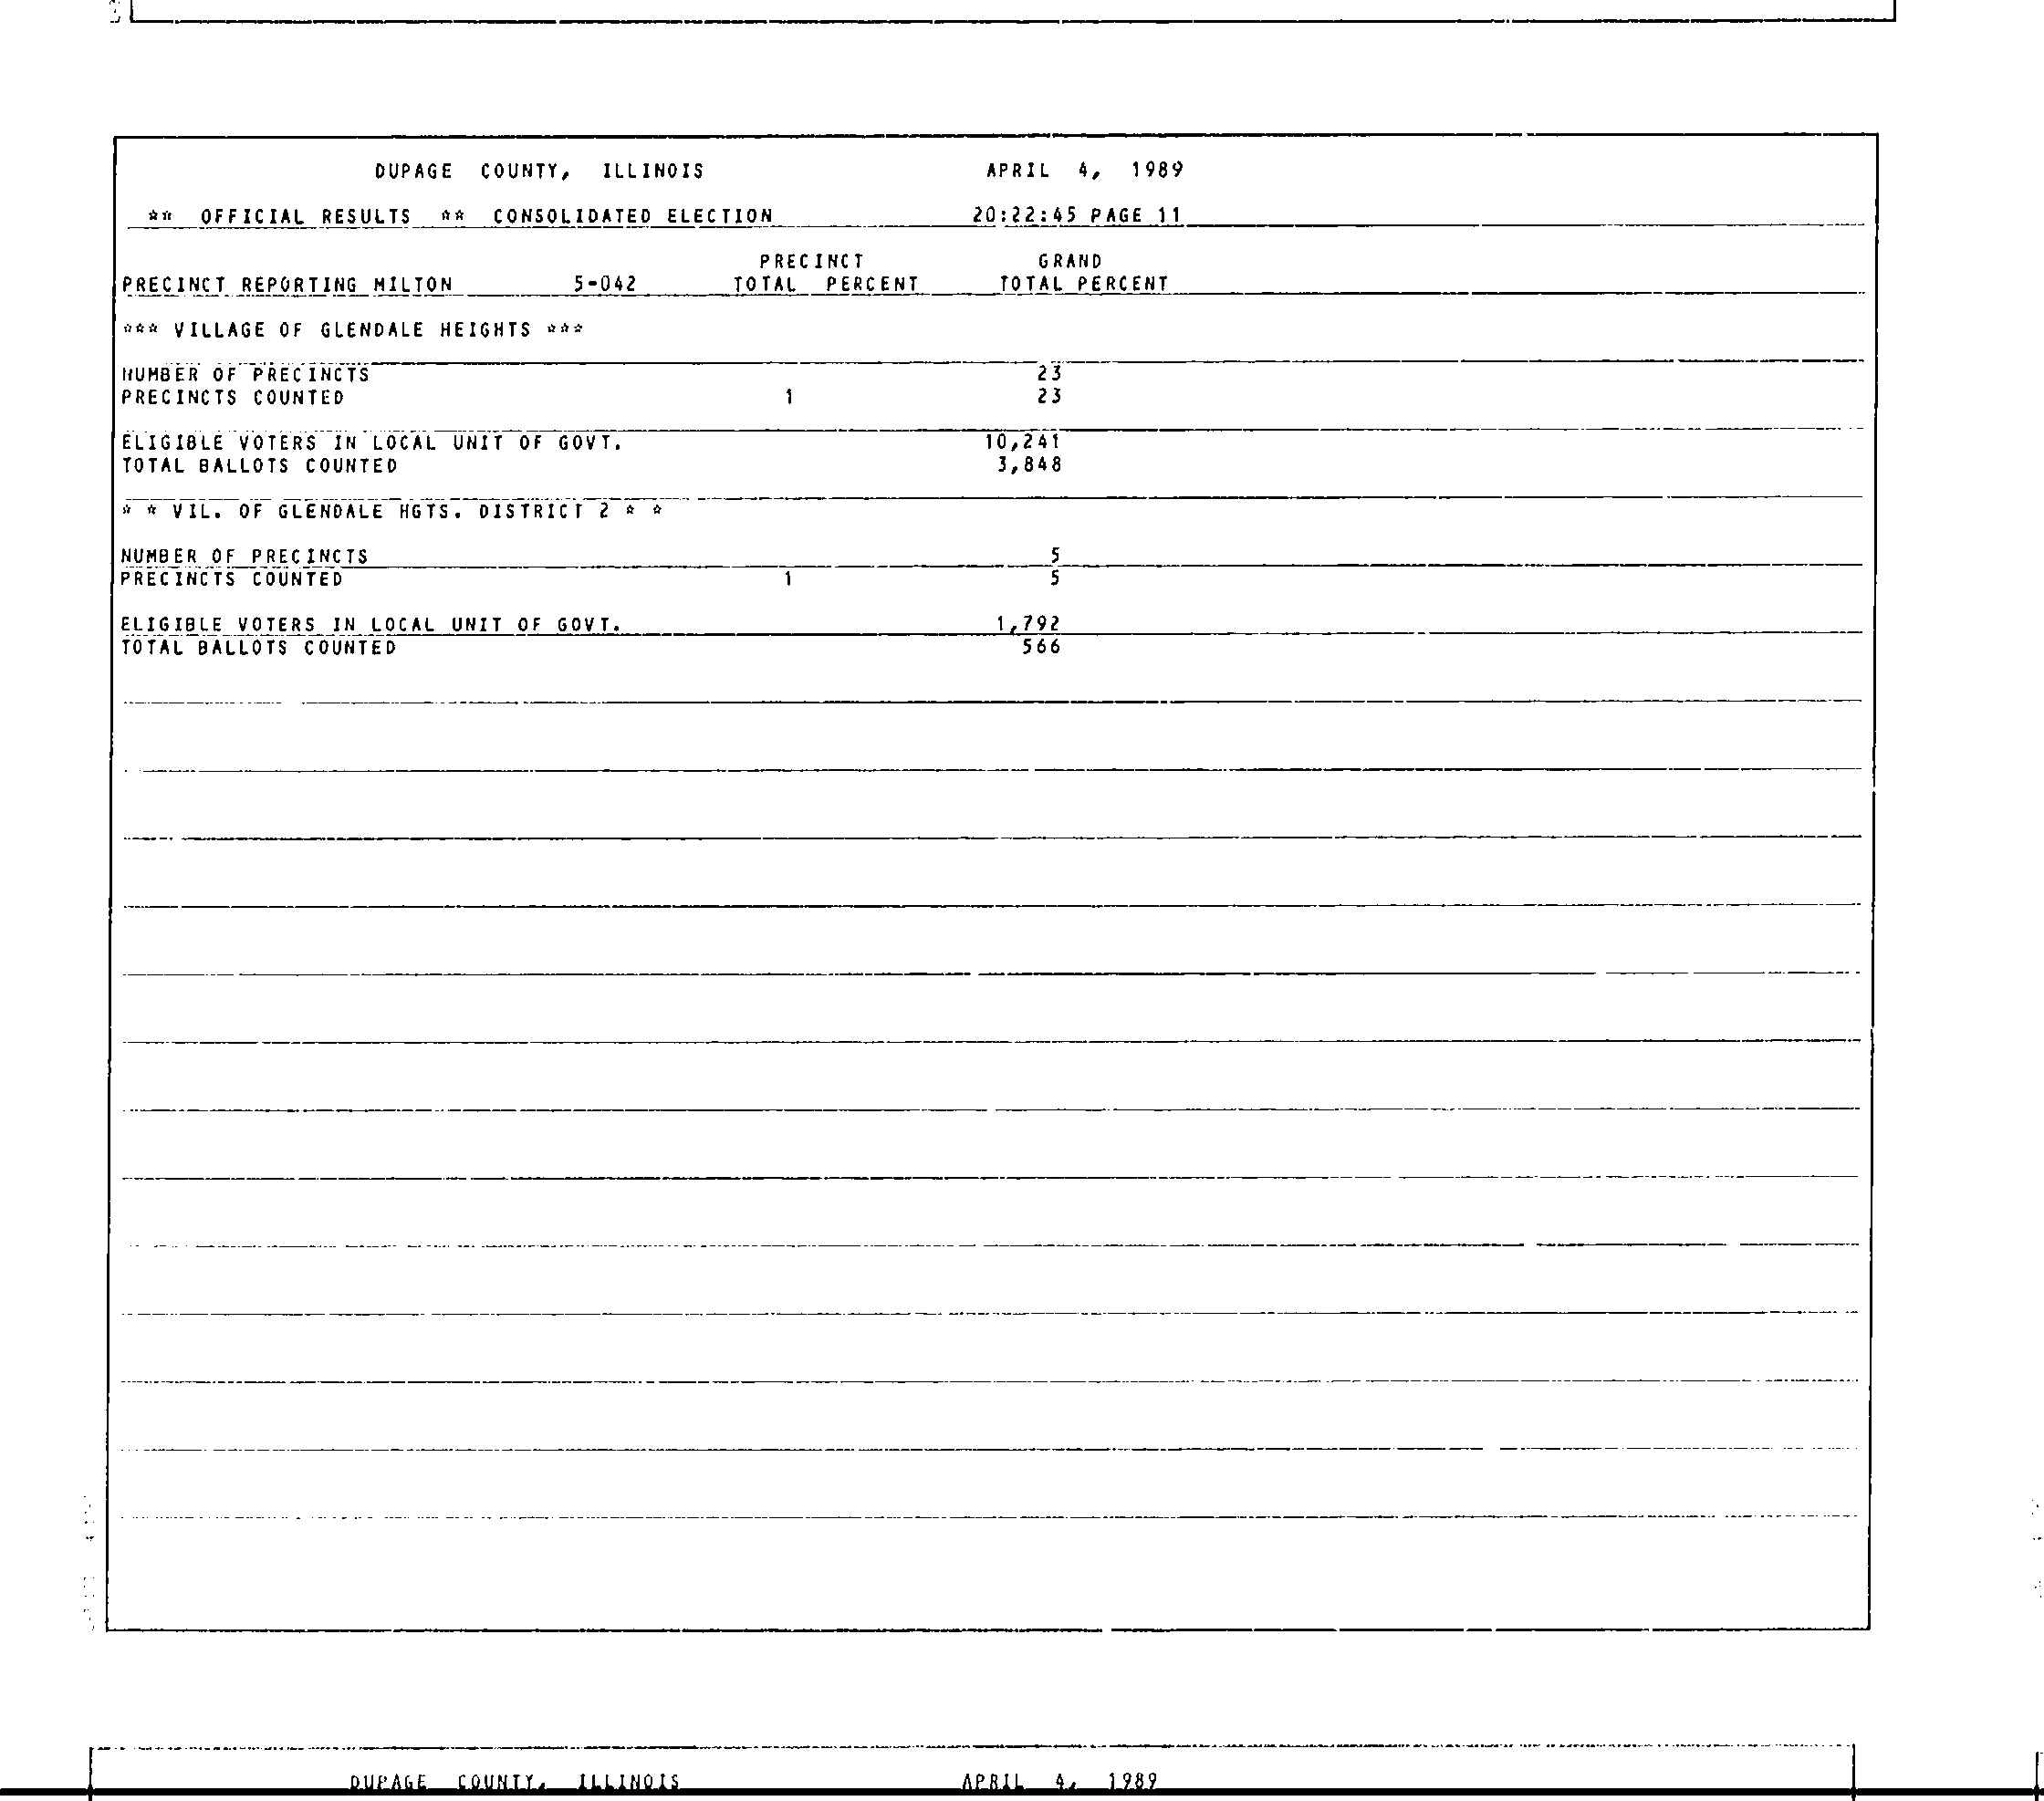 DUPAGE COUNTY, ILLINOIS APRIL 4, 1989
** OFFICIAL RESULTS ** CONSOLIDATED ELECTION 20:22:45 PAGE 11
PRECINCT GRAND
PRECINCT REPORTING MILTON 5-042 TOTAL PERCENT TOTAL PERCENT
*** VILLAGE OF GLENDALE HEIGHTS ***
NUMBER OF PRECINCTS 23
PRECINCTS COUNTED 1 23
ELIGIBLE VOTERS IN LOCAL UNIT OF GOVT. 10,241
TOTAL BALLOTS COUNTED 3,848
* * VIL. OF GLENDALE HGTS. DISTRICT 2 * *
NUMBER OF PRECINCTS 5
PRECINCTS COUNTED 1 5
ELIGIBLE VOTERS IN LOCAL UNIT OF GOVT. 1,792
TOTAL BALLOTS COUNTED 566
DUPAGE COUNTY, ILLINOIS APRIL 4, 1989